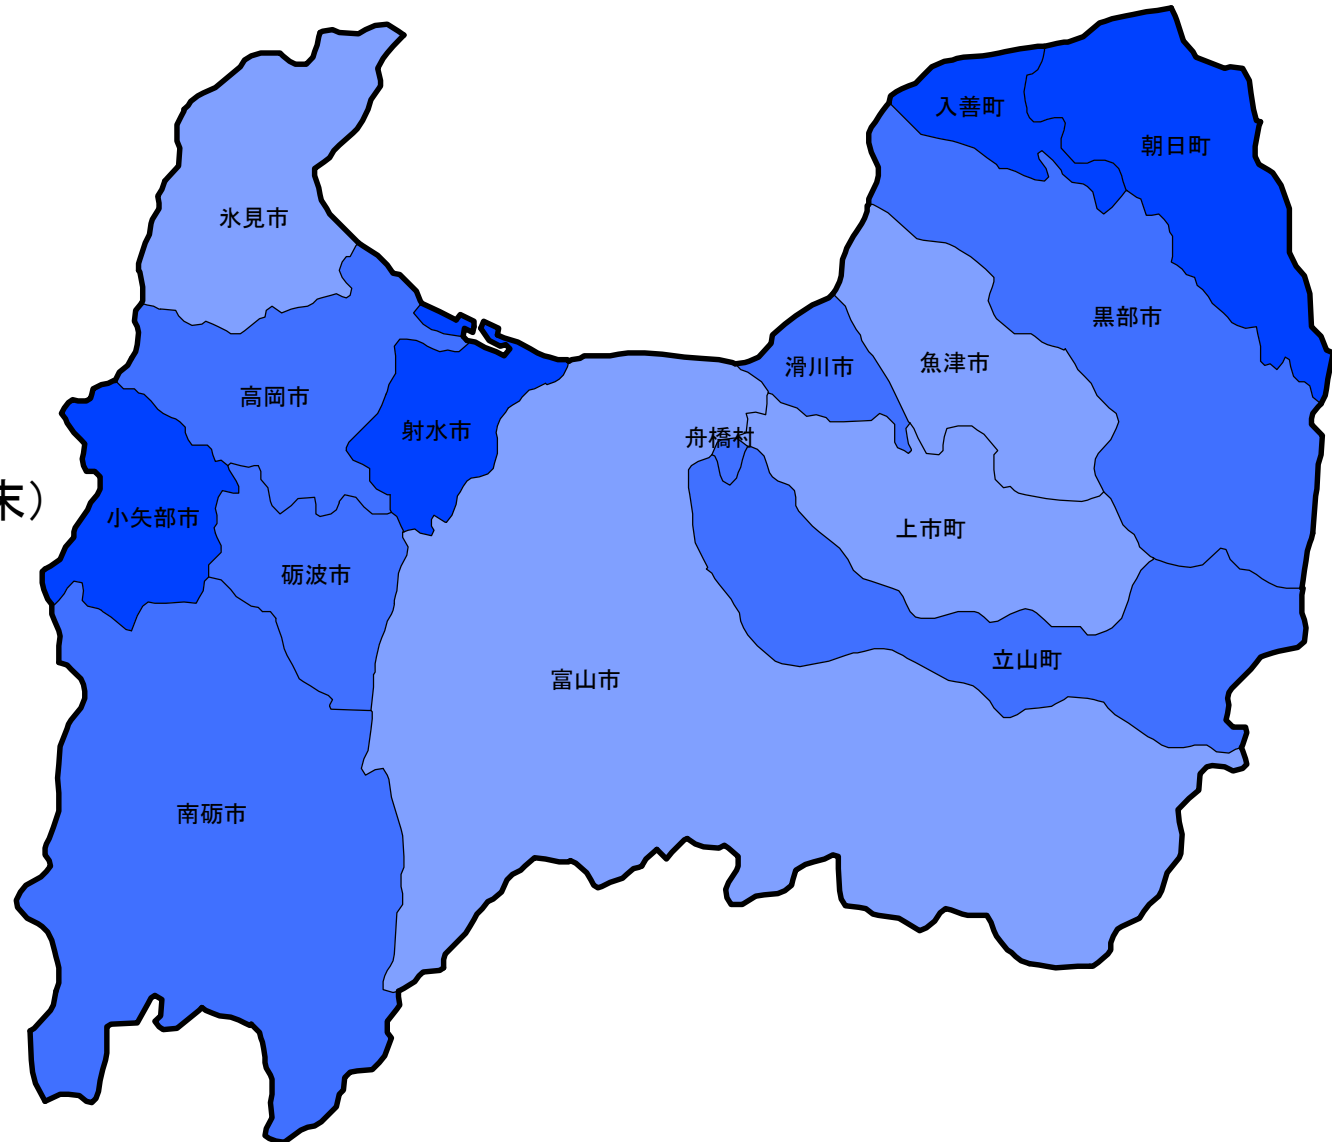 入善町
朝日町
氷見市
黒部市
魚津市
滑川市
高岡市
射水市
舟橋村
末）
小矢部市
上市町
砺波市
立山町
富山市
南砺市